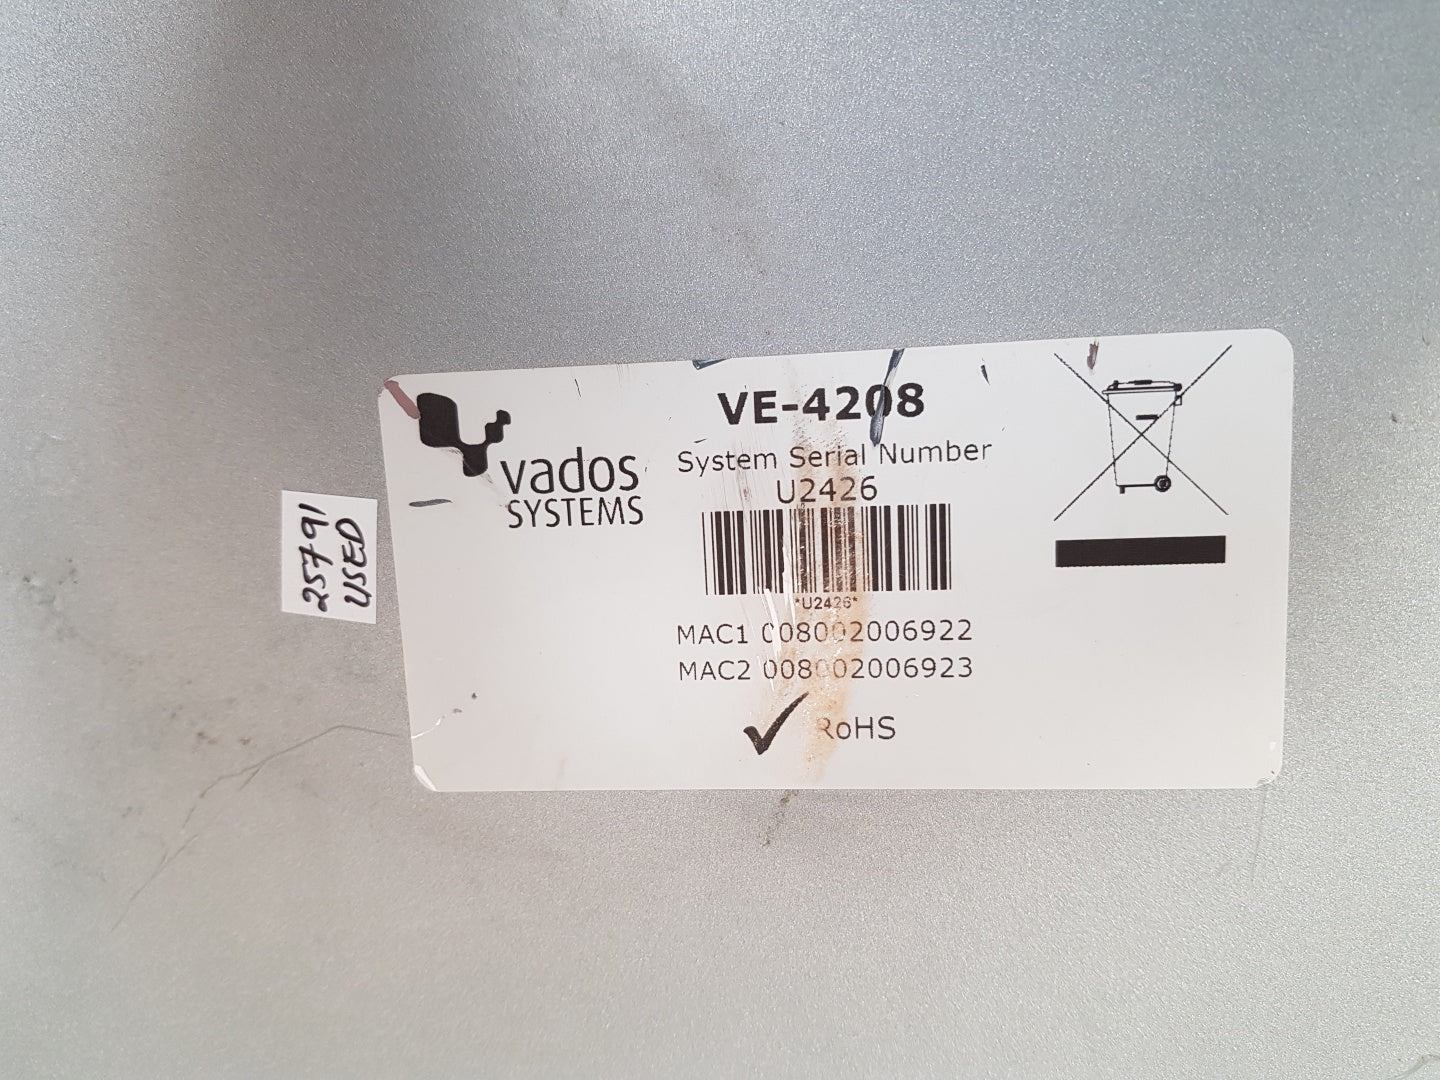 25791
USED
vados
SYSTEMS
VE-4208
System Serial Number
U2426
*U2426*
MAC1 008002006922
MAC2 008002006923
RoHS